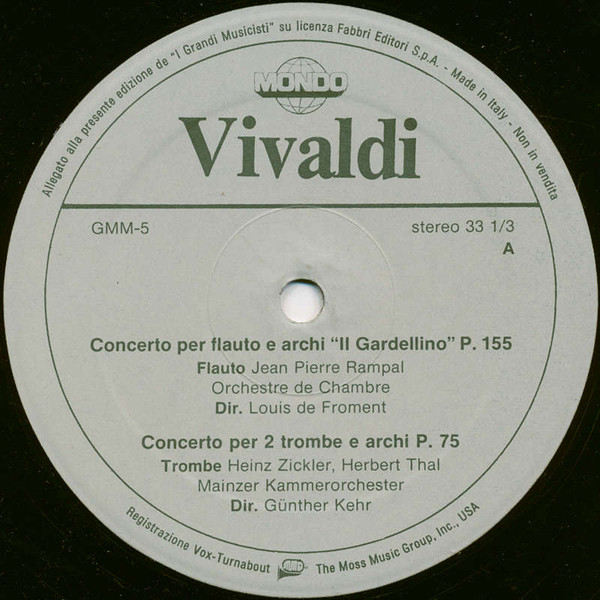 Allegato alla presente edizione de "I Grandi Musicisti" su licenza Fabbri Editori S.p.A. - Made in Italy - Non in vendita
MONDO
Vivaldi
GMM-5
stereo 33 1/3
A
Concerto per flauto e archi "Il Gardellino" P. 155
Flauto Jean Pierre Rampal
Orchestre de Chambre
Dir. Louis de Froment
Concerto per 2 trombe e archi P. 75
Trombe Heinz Zickler, Herbert Thal
Mainzer Kammerorchester
Dir. Günther Kehr
Registrazione Vox-Turnabout The Moss Music Group, Inc., USA